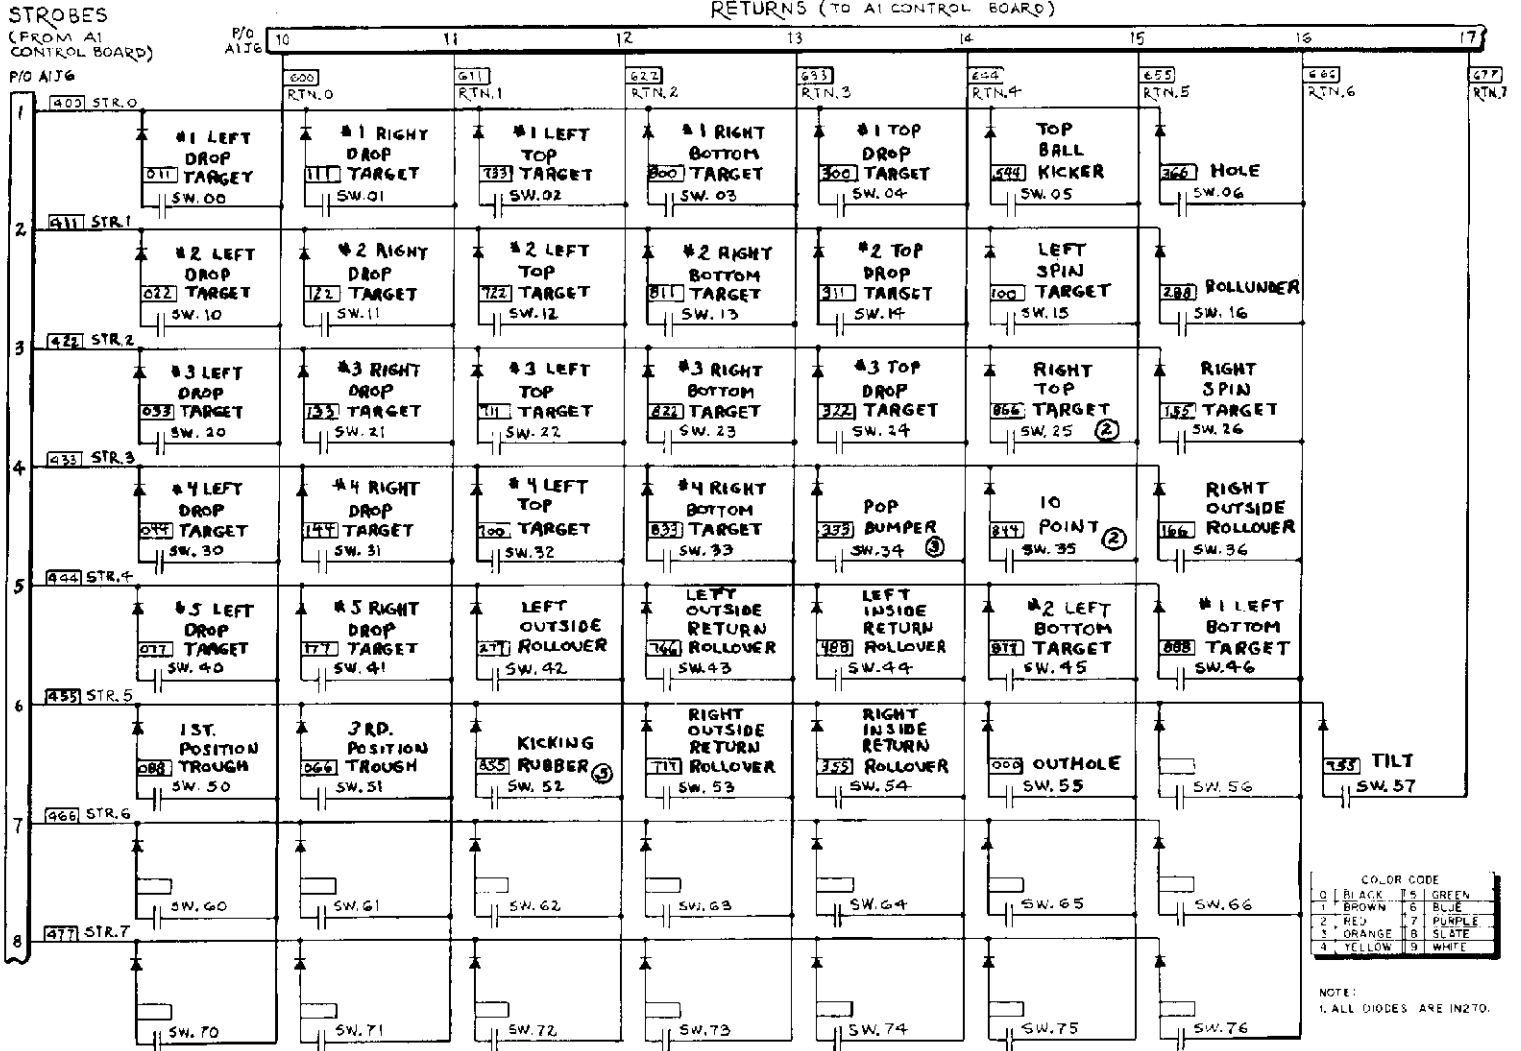 STROBES
(FROM A1
CONTROL BOARD)
P/O A1J6
RETURNS (TO A1 CONTROL BOARD)
P/O
A1J6
10 11 12 13 14 15 16 17
600 611 622 633 644 655 666 677
RTN.0 RTN.1 RTN.2 RTN.3 RTN.4 RTN.5 RTN.6 RTN.7
1 400 STR.0
#1 LEFT
DROP
011 TARGET
SW.00
#1 RIGHT
DROP
111 TARGET
SW.01
#1 LEFT
TOP
733 TARGET
SW.02
#1 RIGHT
BOTTOM
800 TARGET
SW.03
#1 TOP
DROP
300 TARGET
SW.04
TOP
BALL
544 KICKER
SW.05
366 HOLE
SW.06
2 411 STR.1
#2 LEFT
DROP
022 TARGET
SW.10
#2 RIGHT
DROP
122 TARGET
SW.11
#2 LEFT
TOP
722 TARGET
SW.12
#2 RIGHT
BOTTOM
811 TARGET
SW.13
#2 TOP
DROP
311 TARGET
SW.14
LEFT
SPIN
100 TARGET
SW.15
288 ROLLUNDER
SW.16
3 422 STR.2
#3 LEFT
DROP
033 TARGET
SW.20
#3 RIGHT
DROP
133 TARGET
SW.21
#3 LEFT
TOP
711 TARGET
SW.22
#3 RIGHT
BOTTOM
822 TARGET
SW.23
#3 TOP
DROP
322 TARGET
SW.24
RIGHT
TOP
866 TARGET
SW.25 2
RIGHT
SPIN
155 TARGET
SW.26
4 433 STR.3
#4 LEFT
DROP
044 TARGET
SW.30
#4 RIGHT
DROP
144 TARGET
SW.31
#4 LEFT
TOP
700 TARGET
SW.32
#4 RIGHT
BOTTOM
833 TARGET
SW.33
POP
333 BUMPER
SW.34 3
10
844 POINT
SW.35 2
RIGHT
OUTSIDE
166 ROLLOVER
SW.36
5 444 STR.4
#5 LEFT
DROP
077 TARGET
SW.40
#5 RIGHT
DROP
177 TARGET
SW.41
LEFT
OUTSIDE
277 ROLLOVER
SW.42
LEFT
OUTSIDE
RETURN
766 ROLLOVER
SW.43
LEFT
INSIDE
RETURN
488 ROLLOVER
SW.44
#2 LEFT
BOTTOM
877 TARGET
SW.45
#1 LEFT
BOTTOM
888 TARGET
SW.46
6 455 STR.5
1ST.
POSITION
088 TROUGH
SW.50
3RD.
POSITION
066 TROUGH
SW.51
KICKING
855 RUBBER
SW.52
RIGHT
OUTSIDE
RETURN
777 ROLLOVER
SW.53
RIGHT
INSIDE
RETURN
355 ROLLOVER
SW.54
000 OUTHOLE
SW.55
SW.56
TILT
SW.57
7 466 STR.6
SW.60 SW.61 SW.62 SW.63 SW.64 SW.65 SW.66
8 477 STR.7
SW.70 SW.71 SW.72 SW.73 SW.74 SW.75 SW.76
COLOR CODE
0 BLACK 5 GREEN
1 BROWN 6 BLUE
2 RED 7 PURPLE
3 ORANGE 8 SLATE
4 YELLOW 9 WHITE
NOTE:
1. ALL DIODES ARE IN270.